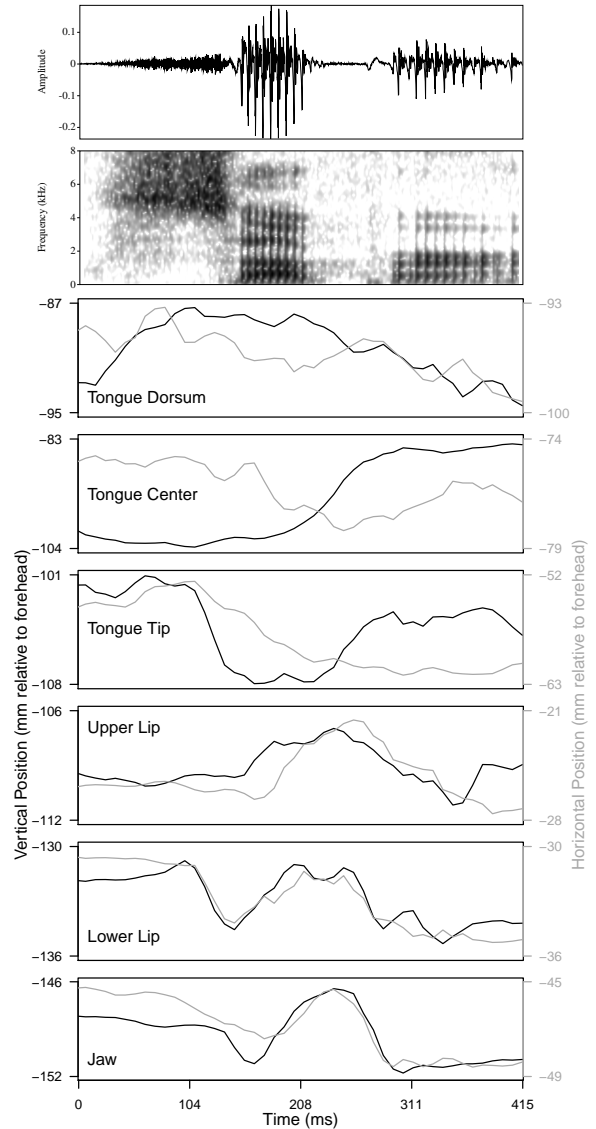 0.1
0
-0.1
-0.2
Amplitude
8
6
4
2
0
Frequency (kHz)
−87
−95
−93
−100
Tongue Dorsum
−83
−104
−74
−79
Tongue Center
−101
−108
−52
−63
Tongue Tip
−106
−112
−21
−28
Upper Lip
−130
−136
−30
−36
Lower Lip
−146
−152
−45
−49
Jaw
Vertical Position (mm relative to forehead)
Horizontal Position (mm relative to forehead)
0 104 208 311 415
Time (ms)